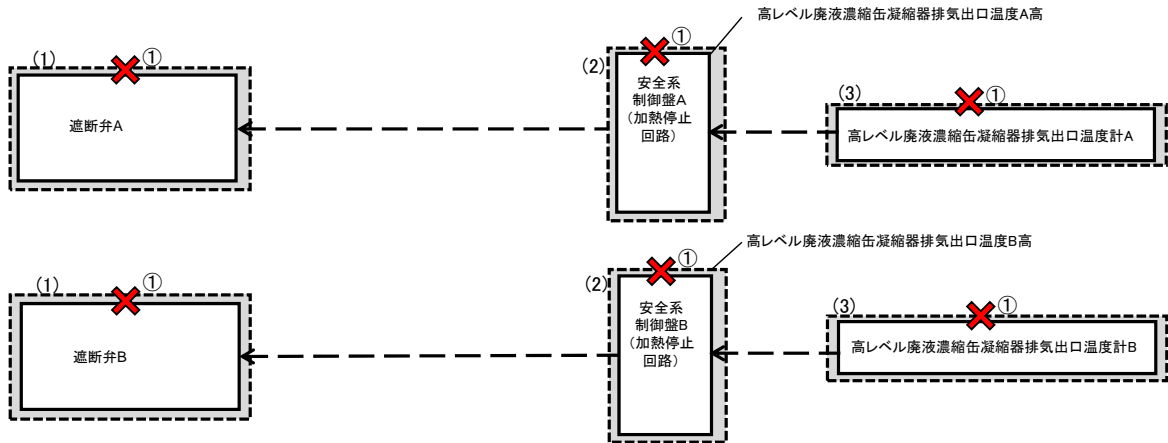 高レベル廃液濃縮缶凝縮器排気出口温度A高
(1)
①
遮断弁A
(2)
①
安全系
制御盤A
(加熱停止
回路)
(3)
①
高レベル廃液濃縮缶凝縮器排気出口温度計A
高レベル廃液濃縮缶凝縮器排気出口温度B高
(1)
①
遮断弁B
(2)
①
安全系
制御盤B
(加熱停止
回路)
(3)
①
高レベル廃液濃縮缶凝縮器排気出口温度計B